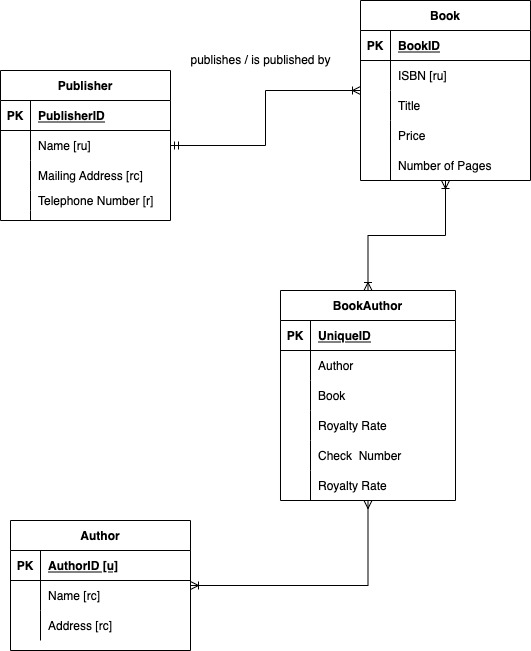 Book
PK BookID
ISBN [ru]
Title
Price
Number of Pages
publishes / is published by
Publisher
PK PublisherID
Name [ru]
Mailing Address [rc]
Telephone Number [r]
BookAuthor
PK UniqueID
Author
Book
Royalty Rate
Check Number
Royalty Rate
Author
PK AuthorID [u]
Name [rc]
Address [rc]